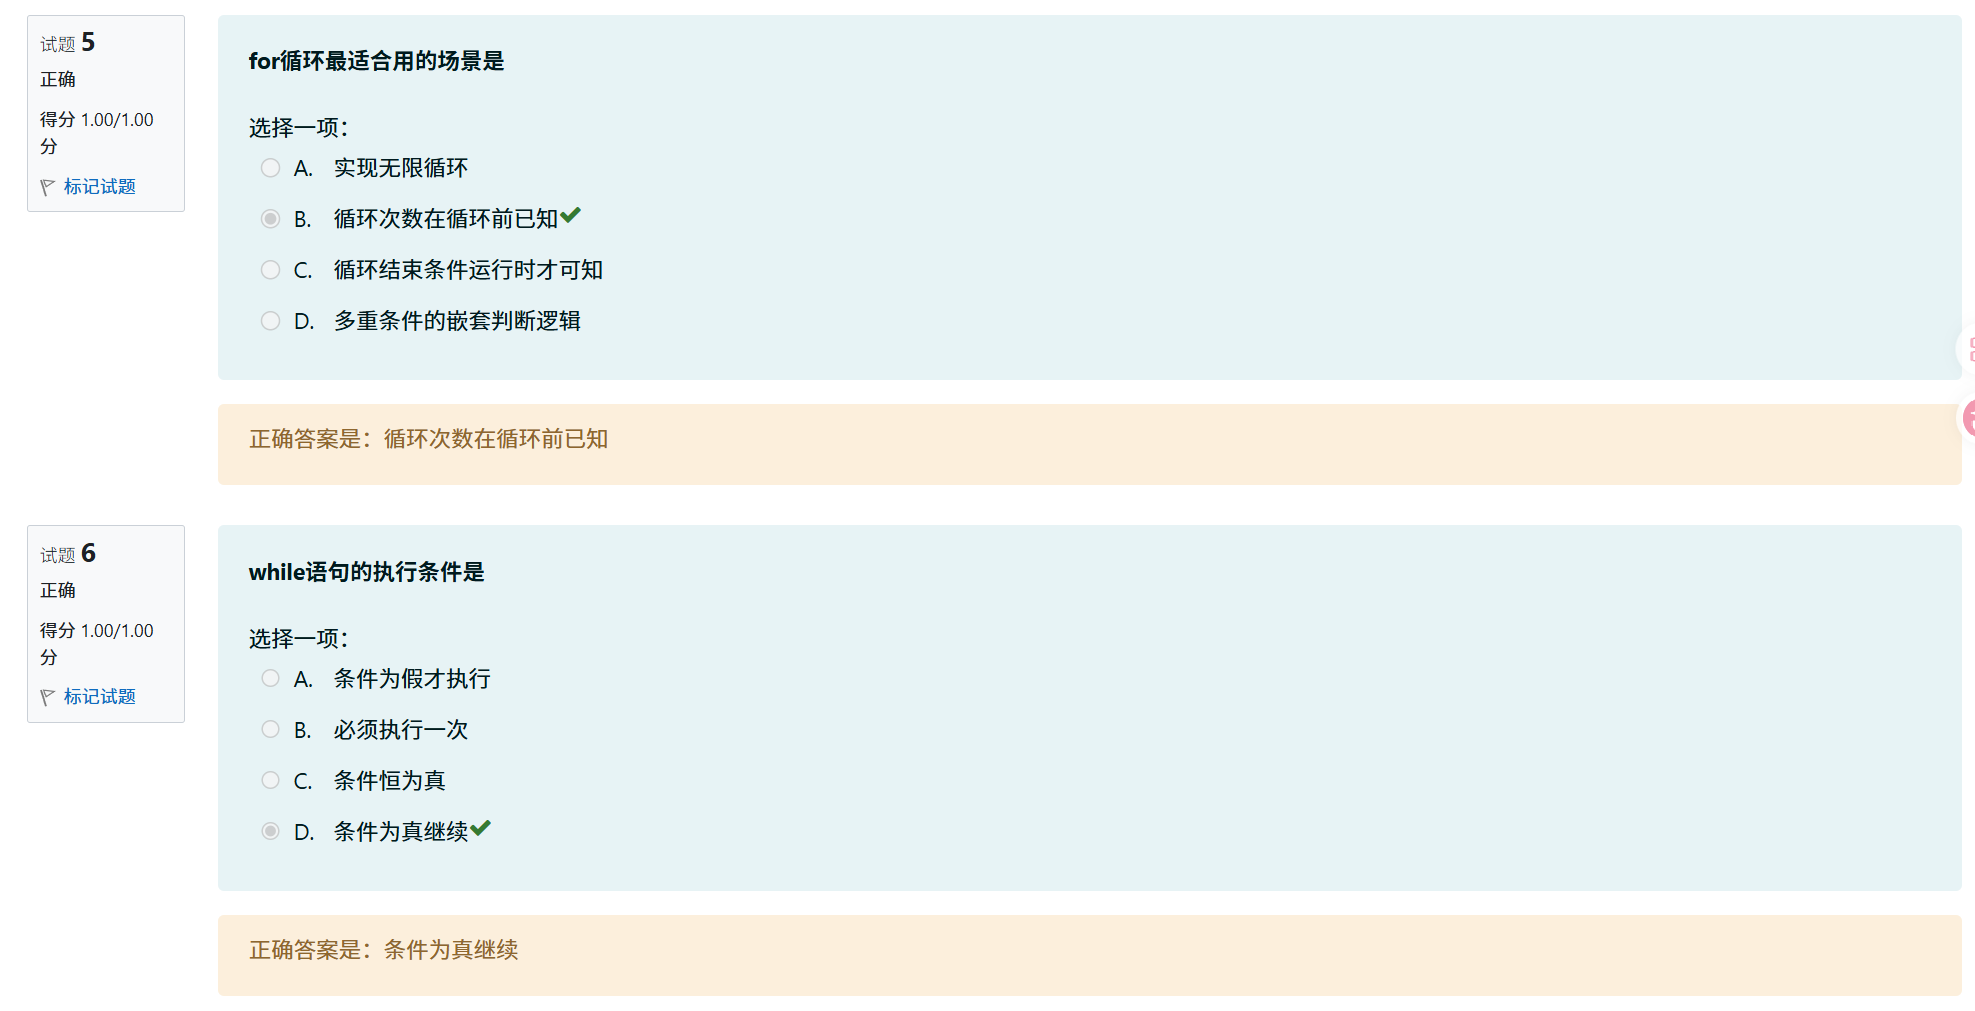 试题 5
正确
得分 1.00/1.00
分
标记试题
for循环最适合用的场景是
选择一项：
A. 实现无限循环
B. 循环次数在循环前已知
C. 循环结束条件运行时才可知
D. 多重条件的嵌套判断逻辑
正确答案是：循环次数在循环前已知
试题 6
正确
得分 1.00/1.00
分
标记试题
while语句的执行条件是
选择一项：
A. 条件为假才执行
B. 必须执行一次
C. 条件恒为真
D. 条件为真继续
正确答案是：条件为真继续